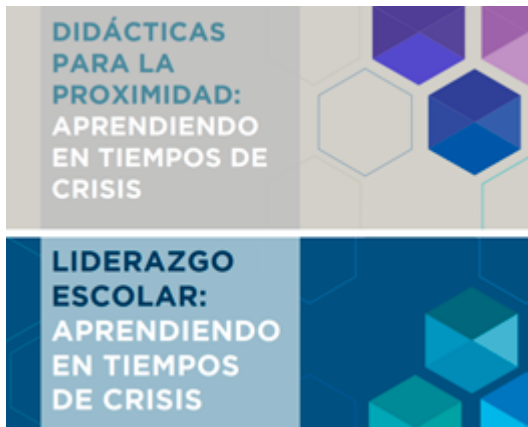 DIDÁCTICAS
PARA LA
PROXIMIDAD:
APRENDIENDO
EN TIEMPOS DE
CRISIS
LIDERAZGO
ESCOLAR:
APRENDIENDO
EN TIEMPOS
DE CRISIS